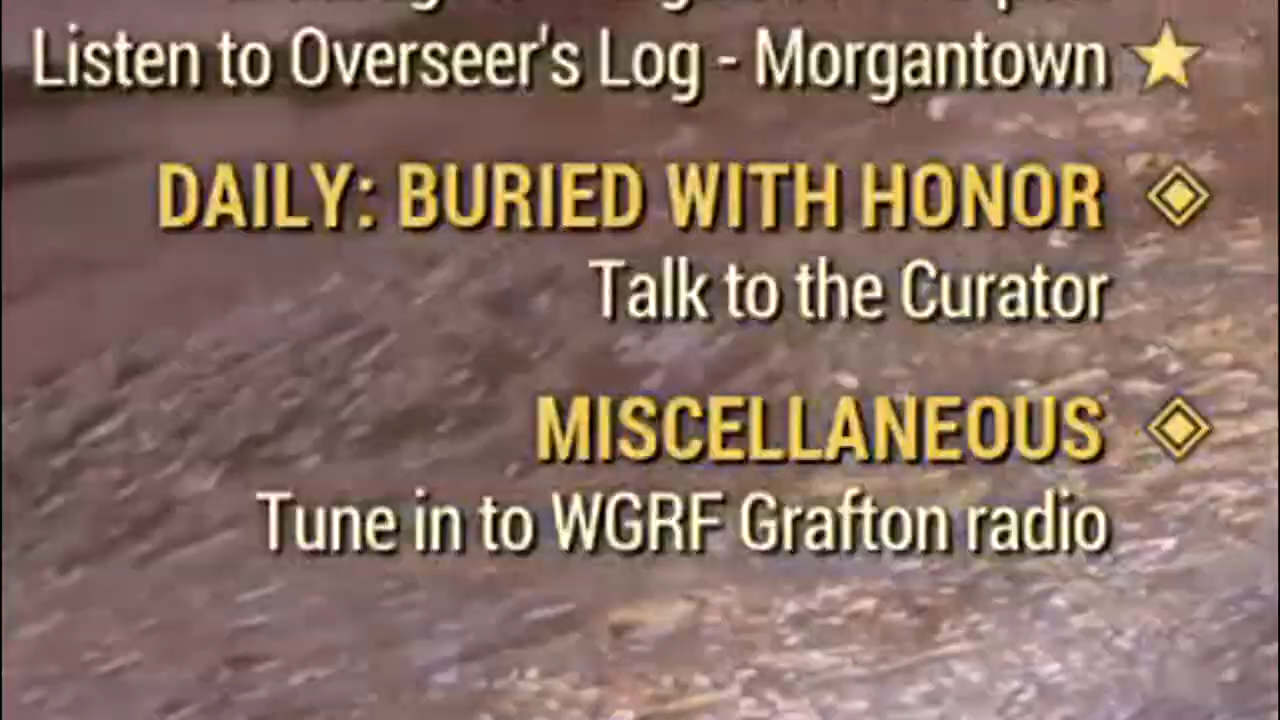 Listen to Overseer's Log - Morgantown
DAILY: BURIED WITH HONOR
Talk to the Curator
MISCELLANEOUS
Tune in to WGRF Grafton radio